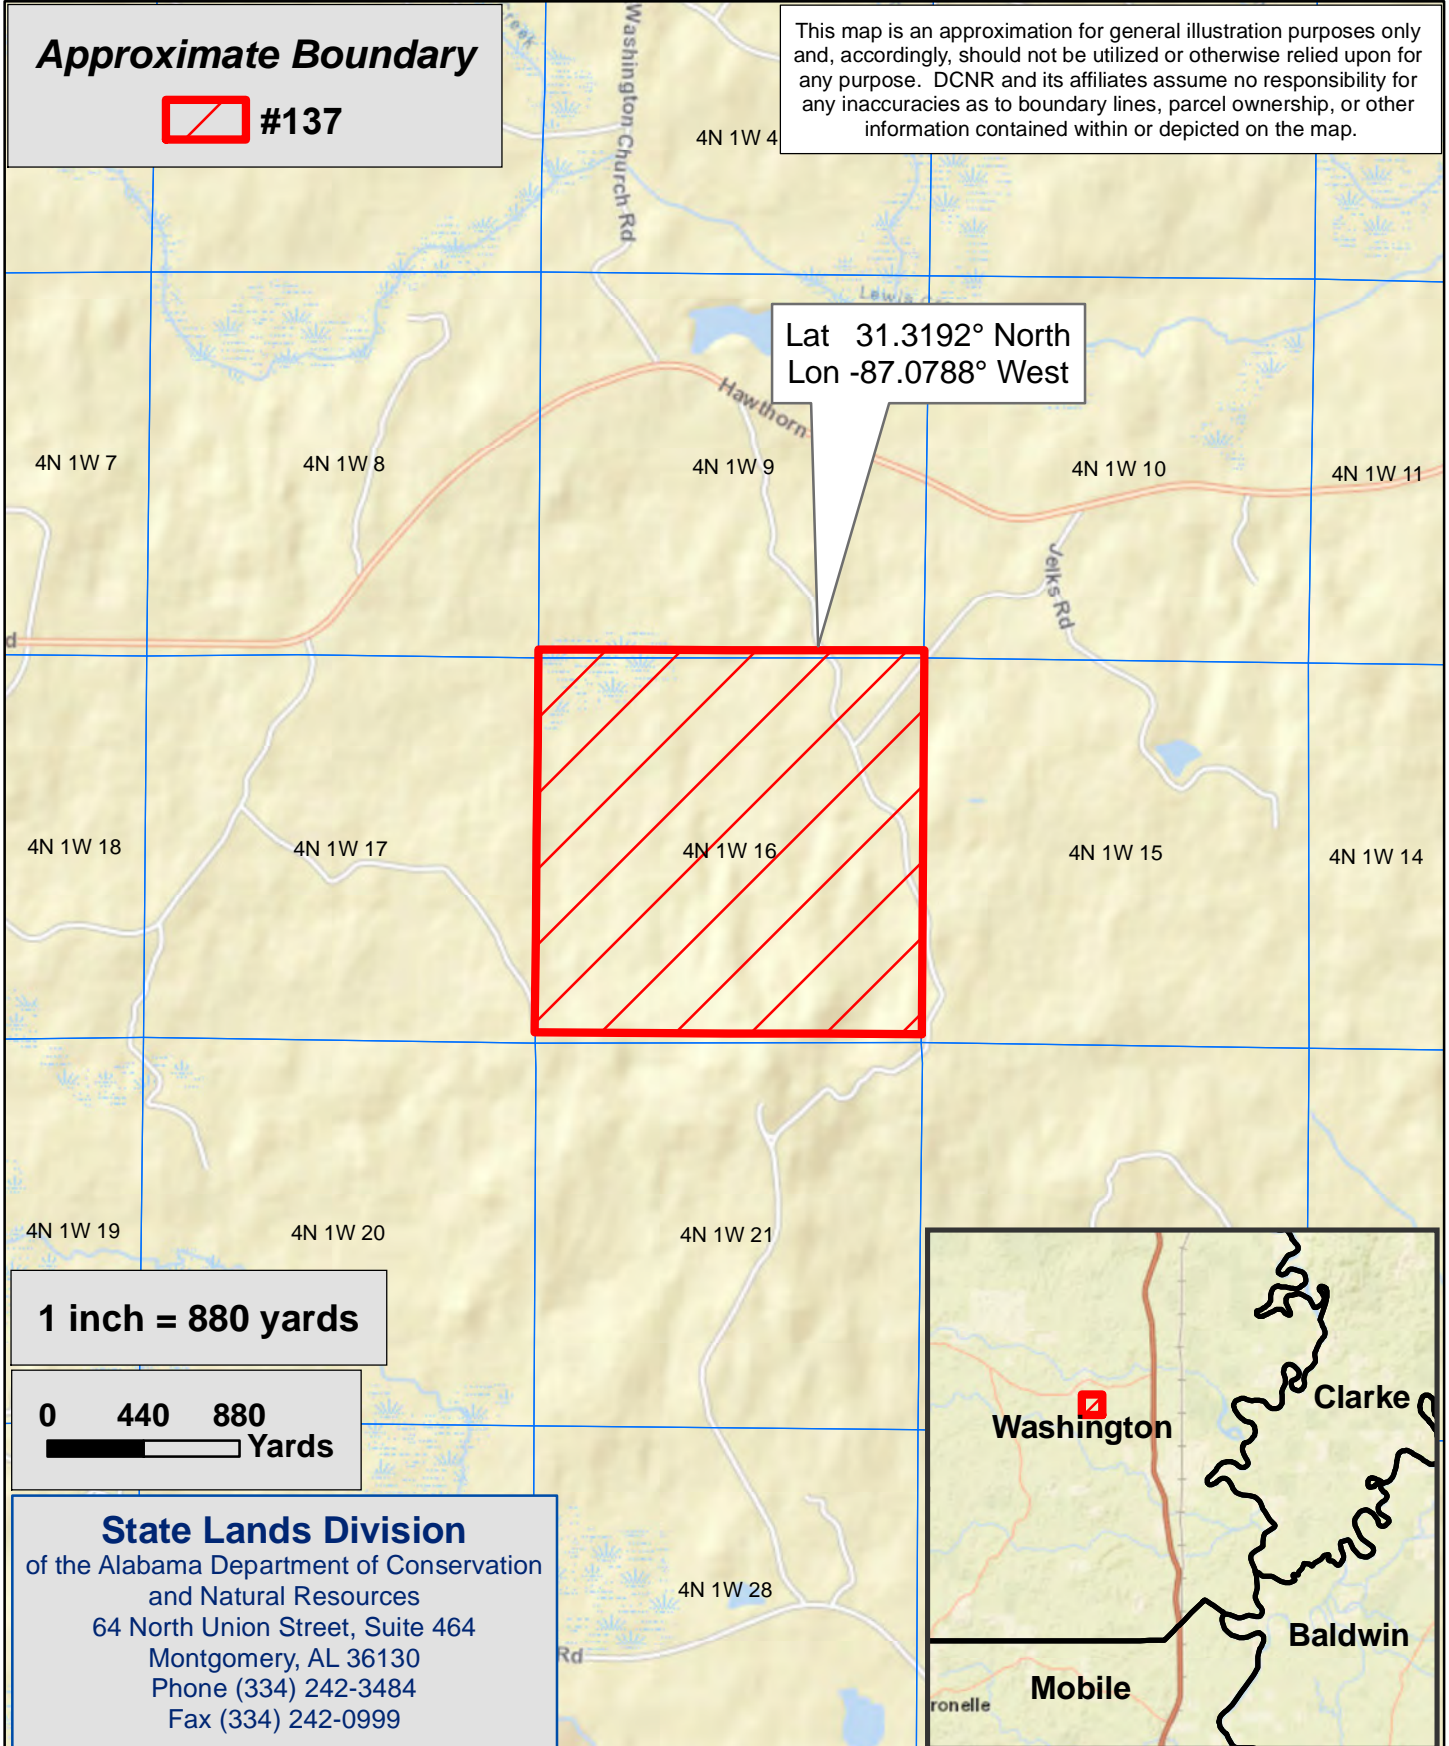 Approximate Boundary
#137
This map is an approximation for general illustration purposes only
and, accordingly, should not be utilized or otherwise relied upon for
any purpose. DCNR and its affiliates assume no responsibility for
any inaccuracies as to boundary lines, parcel ownership, or other
information contained within or depicted on the map.
Creek
Washington Church Rd
4N 1W 4
Lewis
Lat 31.3192° North
Lon -87.0788° West
Hawthorn
4N 1W 7
4N 1W 8
4N 1W 9
4N 1W 10
4N 1W 11
Jelks Rd
d
4N 1W 18
4N 1W 17
4N 1W 16
4N 1W 15
4N 1W 14
4N 1W 19
4N 1W 20
4N 1W 21
1 inch = 880 yards
0 440 880
Yards
State Lands Division
of the Alabama Department of Conservation
and Natural Resources
64 North Union Street, Suite 464
Montgomery, AL 36130
Phone (334) 242-3484
Fax (334) 242-0999
4N 1W 28
Rd
Clarke
Washington
Baldwin
Mobile
ronelle